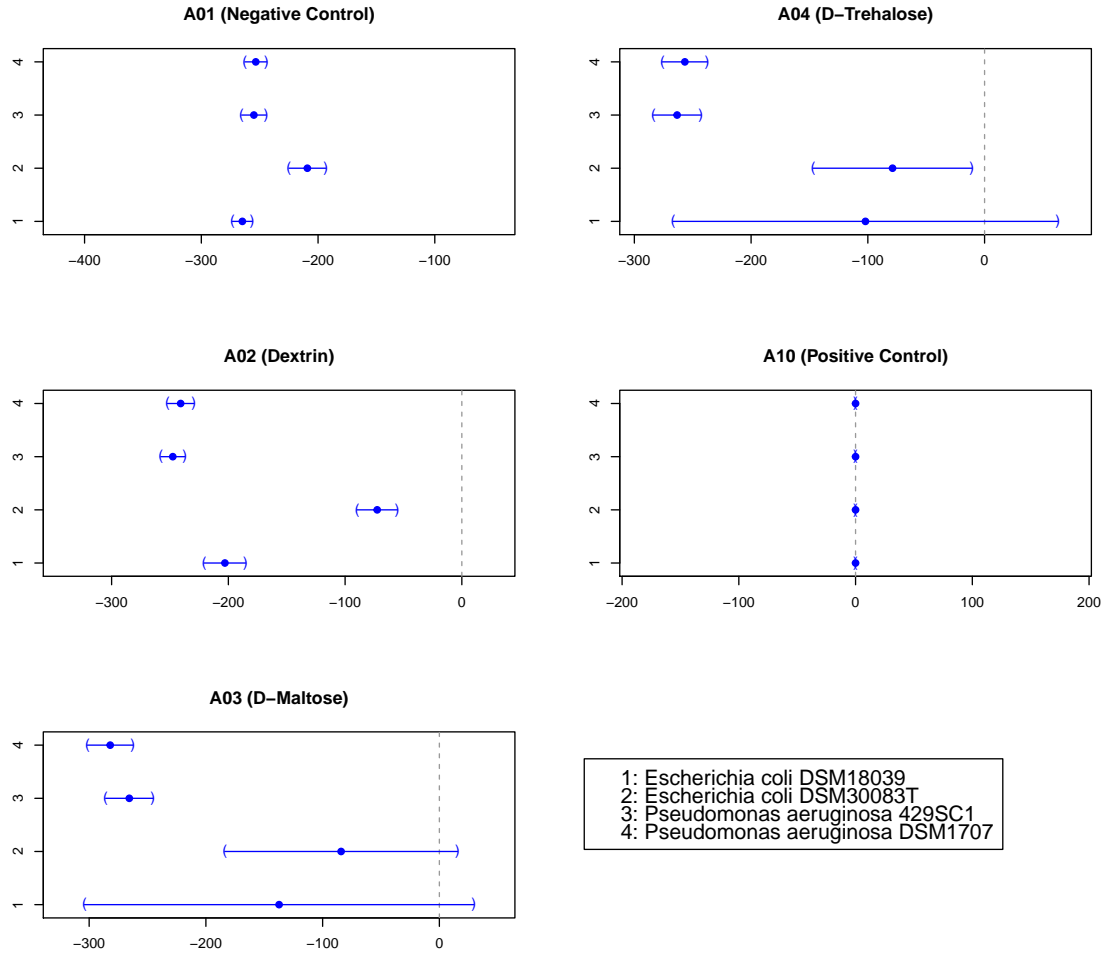 A01 (Negative Control)
4
3
2
1
−400 −300 −200 −100
A04 (D−Trehalose)
4
3
2
1
−300 −200 −100 0
A02 (Dextrin)
4
3
2
1
−300 −200 −100 0
A10 (Positive Control)
4
3
2
1
−200 −100 0 100 200
A03 (D−Maltose)
4
3
2
1
−300 −200 −100 0
1: Escherichia coli DSM18039
2: Escherichia coli DSM30083T
3: Pseudomonas aeruginosa 429SC1
4: Pseudomonas aeruginosa DSM1707